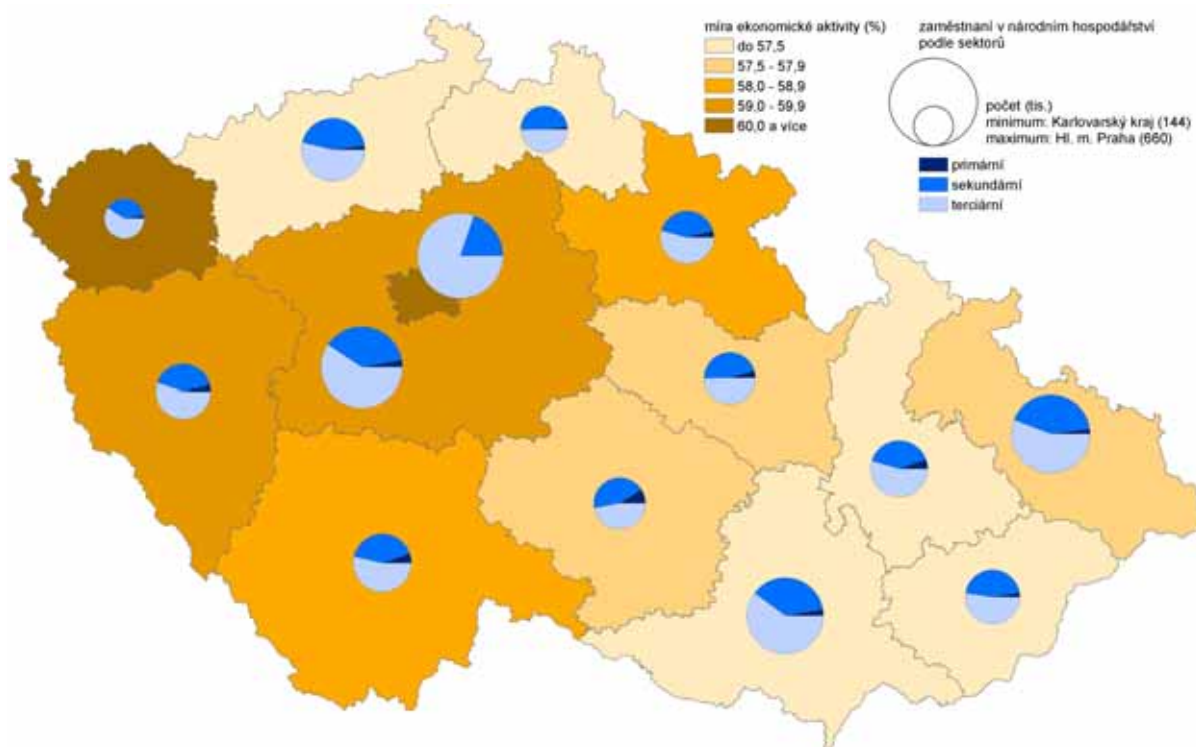 míra ekonomické aktivity (%)
do 57,5
57,5 - 57,9
58,0 - 58,9
59,0 - 59,9
60,0 a více
zaměstnaní v národním hospodářství
podle sektorů
počet (tis.)
minimum: Karlovarský kraj (144)
maximum: Hl. m. Praha (660)
primární
sekundární
terciární